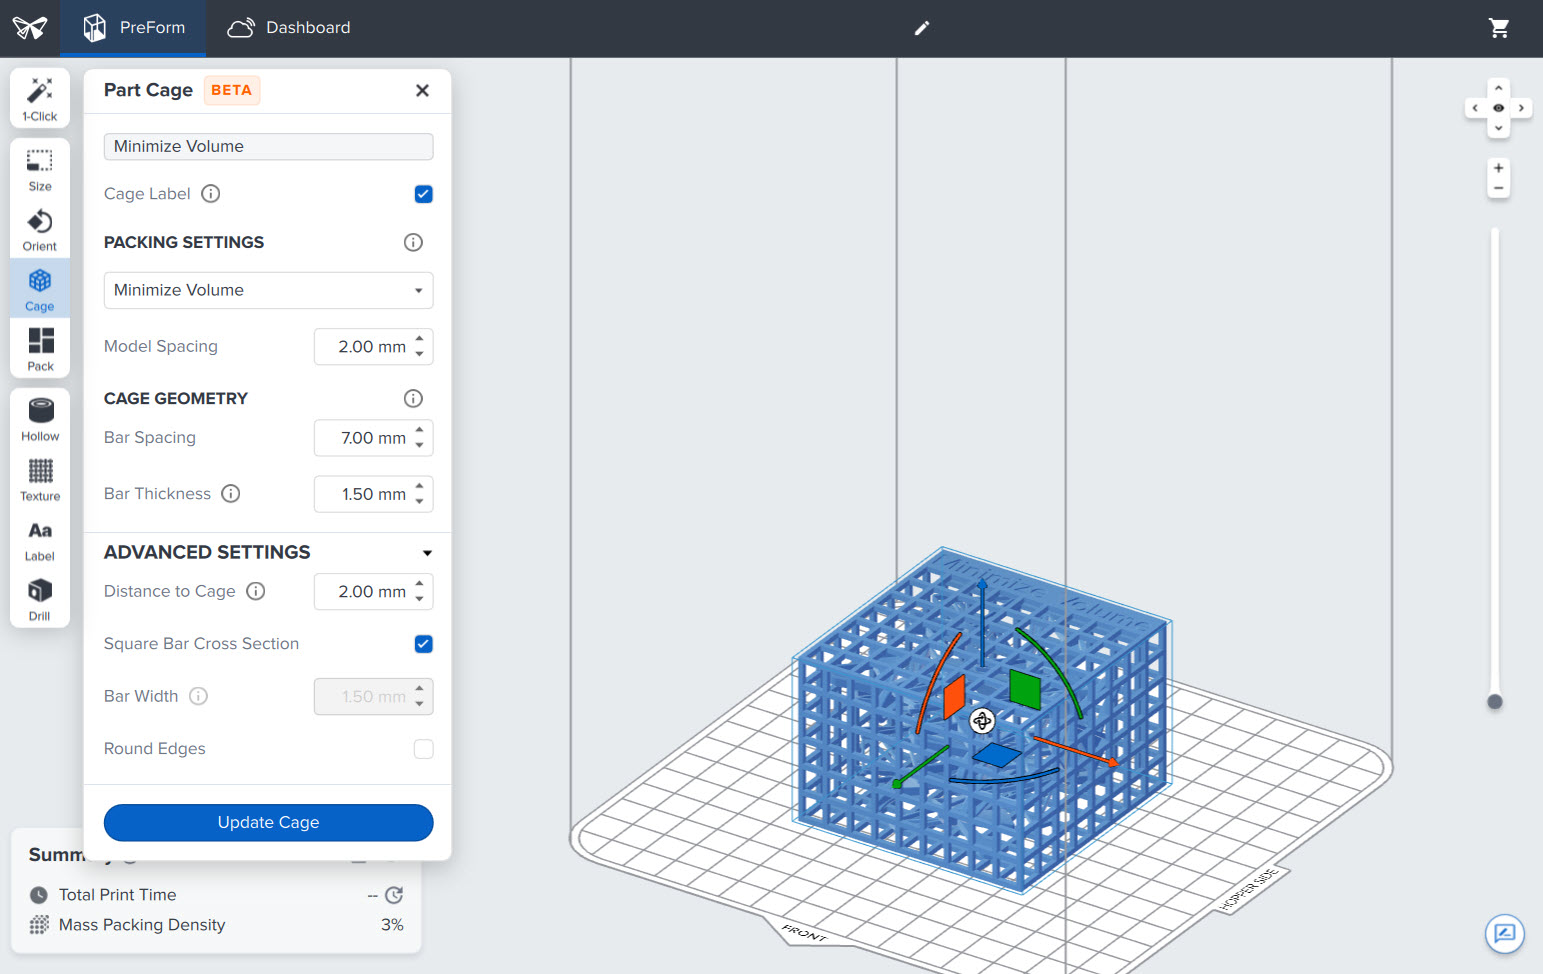 PreForm
Dashboard
1-Click
Size
Orient
Cage
Pack
Hollow
Texture
Aa
Label
Drill
Part Cage BETA
Minimize Volume
Cage Label
PACKING SETTINGS
Minimize Volume
Model Spacing 2.00 mm
CAGE GEOMETRY
Bar Spacing 7.00 mm
Bar Thickness 1.50 mm
ADVANCED SETTINGS
Distance to Cage 2.00 mm
Square Bar Cross Section
Bar Width 1.50 mm
Round Edges
Update Cage
Total Print Time --
Mass Packing Density 3%
Minimize Volume
HOPPER SIDE
FRONT